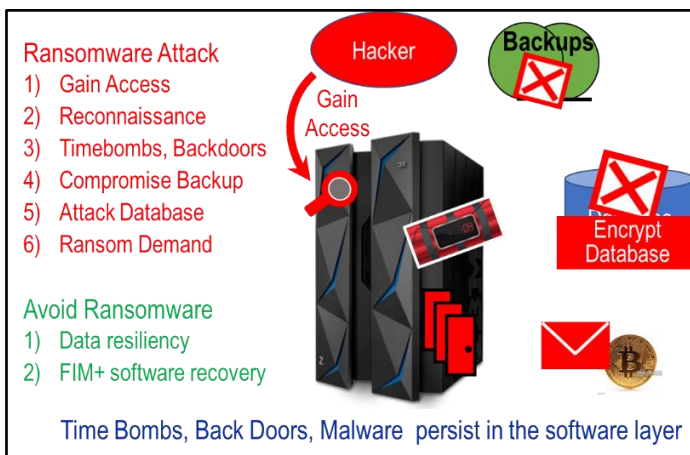 Ransomware Attack
1) Gain Access
2) Reconnaissance
3) Timebombs, Backdoors
4) Compromise Backup
5) Attack Database
6) Ransom Demand
Avoid Ransomware
1) Data resiliency
2) FIM+ software recovery
Hacker
Gain
Access
Backups
Encrypt
Database
Z
Time Bombs, Back Doors, Malware persist in the software layer